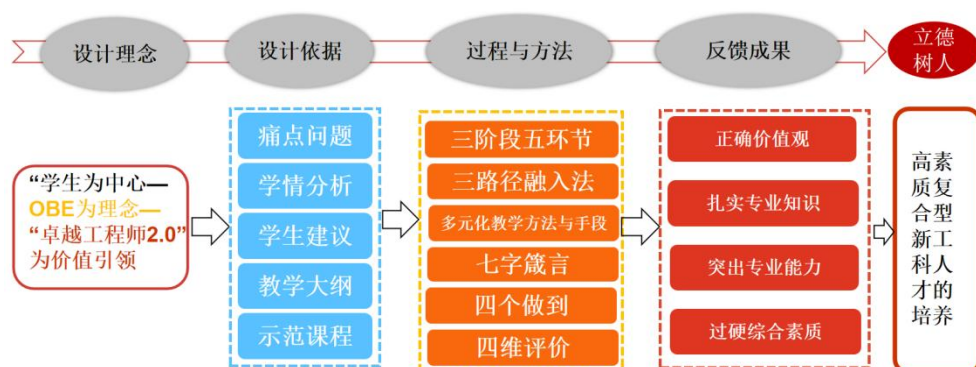 设计理念
设计依据
过程与方法
反馈成果
立德
树人
“学生为中心—
OBE为理念—
“卓越工程师2.0”
为价值引领
痛点问题
学情分析
学生建议
教学大纲
示范课程
三阶段五环节
三路径融入法
多元化教学方法与手段
七字箴言
四个做到
四维评价
正确价值观
扎实专业知识
突出专业能力
过硬综合素质
高素
质复
合型
新工
科人
才的
培养